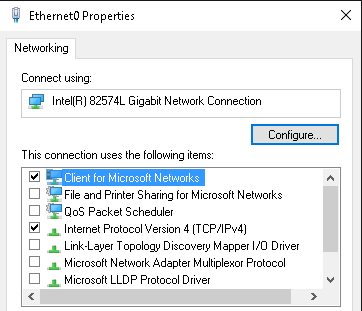 Ethernet0 Properties
Networking
Connect using:
Intel(R) 82574L Gigabit Network Connection
Configure...
This connection uses the following items:
Client for Microsoft Networks
File and Printer Sharing for Microsoft Networks
QoS Packet Scheduler
Internet Protocol Version 4 (TCP/IPv4)
Link-Layer Topology Discovery Mapper I/O Driver
Microsoft Network Adapter Multiplexor Protocol
Microsoft LLDP Protocol Driver